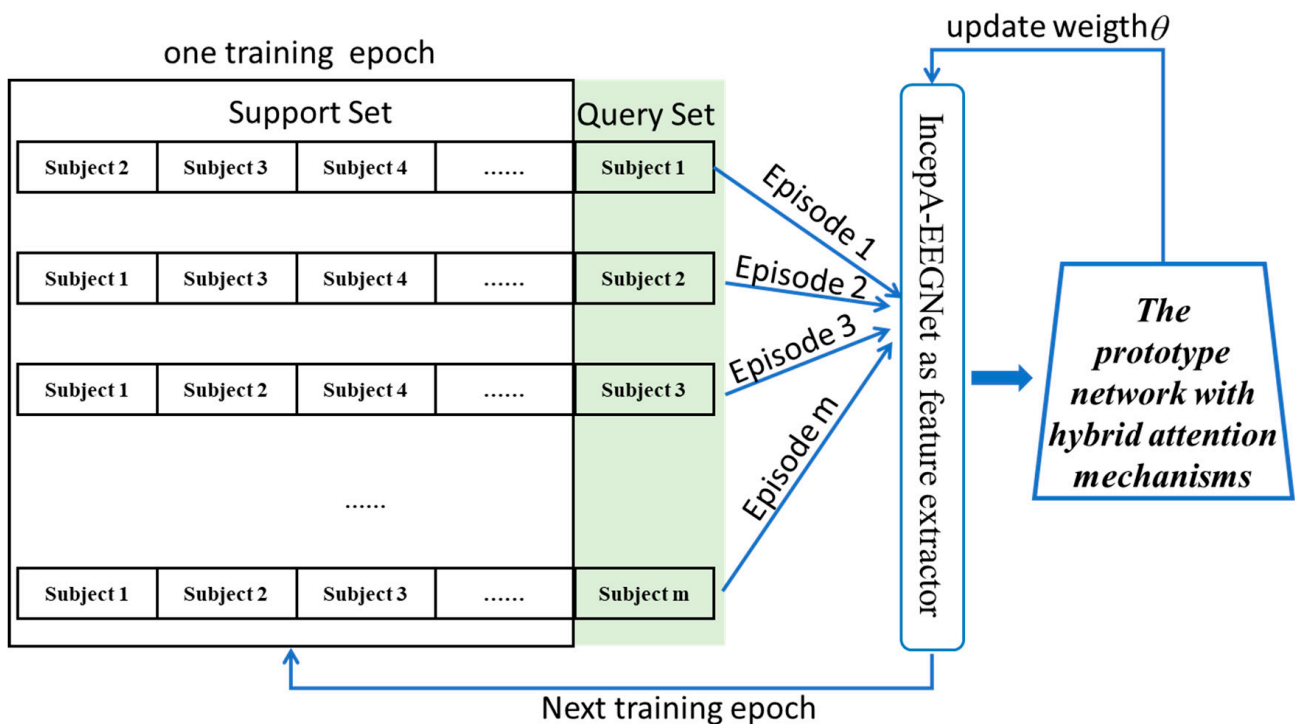 update weigthθ
one training epoch
Support Set
Query Set
Subject 2 Subject 3 Subject 4 ...... Subject 1
Episode 1
Subject 1 Subject 3 Subject 4 ...... Subject 2
Episode 2
Subject 1 Subject 2 Subject 4 ...... Subject 3
Episode 3
......
Subject 1 Subject 2 Subject 3 ...... Subject m
Episode m
IncepA-EEGNet as feature extractor
The
prototype
network with
hybrid attention
mechanisms
Next training epoch